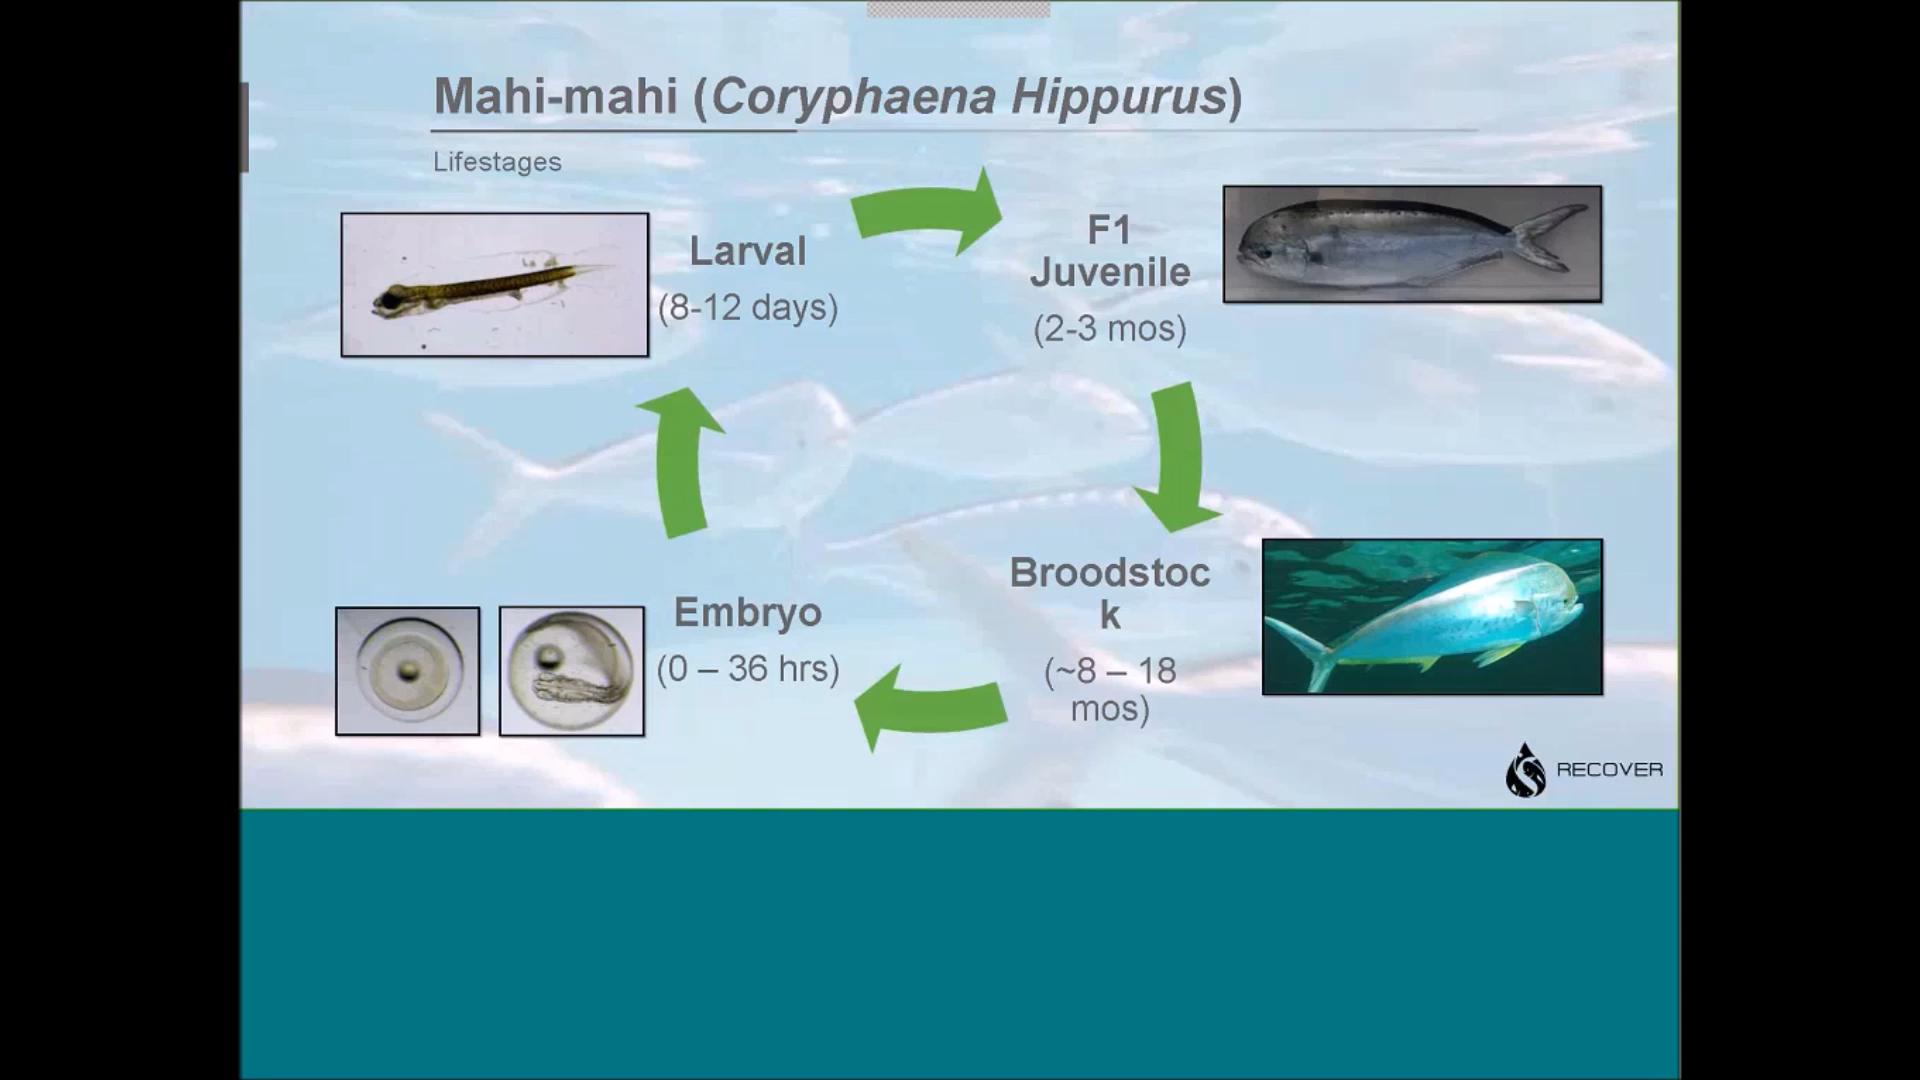 Mahi-mahi (Coryphaena Hippurus)
Lifestages
Larval
(8-12 days)
F1
Juvenile
(2-3 mos)
Broodstoc
k
(~8 – 18
mos)
Embryo
(0 – 36 hrs)
RECOVER